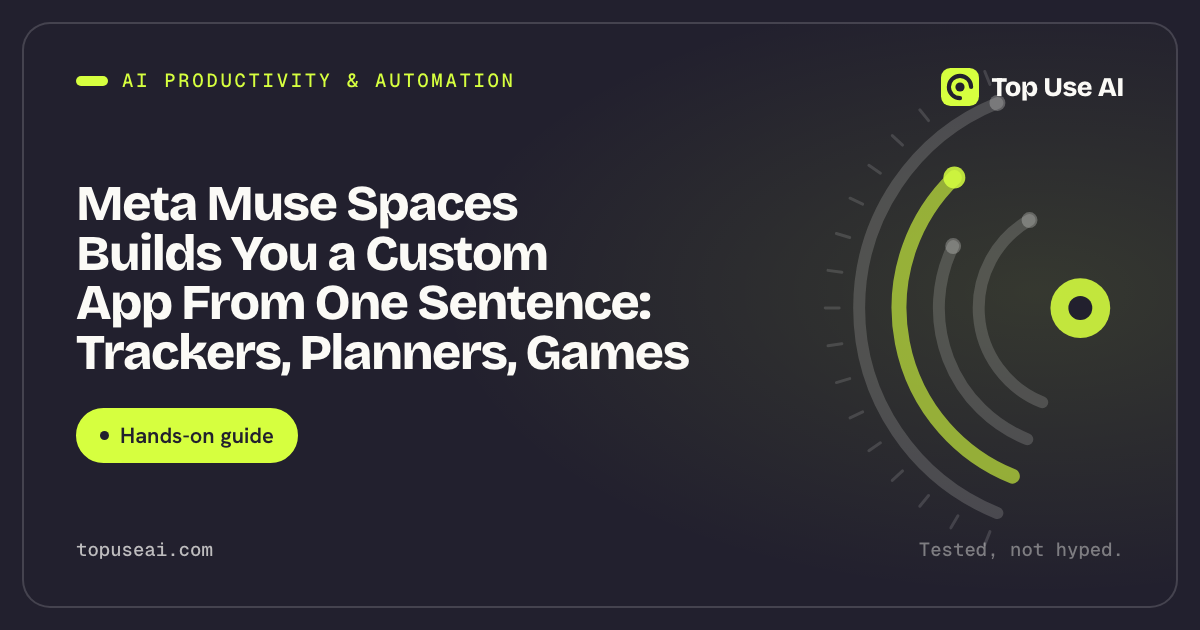 AI PRODUCTIVITY & AUTOMATION
Top Use AI
Meta Muse Spaces
Builds You a Custom
App From One Sentence:
Trackers, Planners, Games
Hands-on guide
topuseai.com
Tested, not hyped.